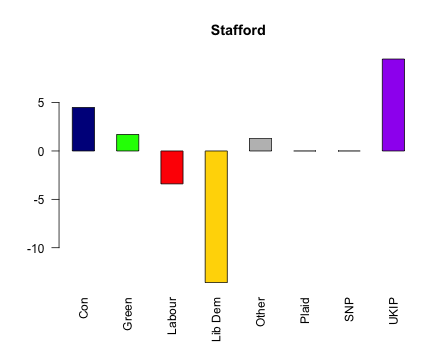 Stafford
5
0
-5
-10
Con
Green
Labour
Lib Dem
Other
Plaid
SNP
UKIP